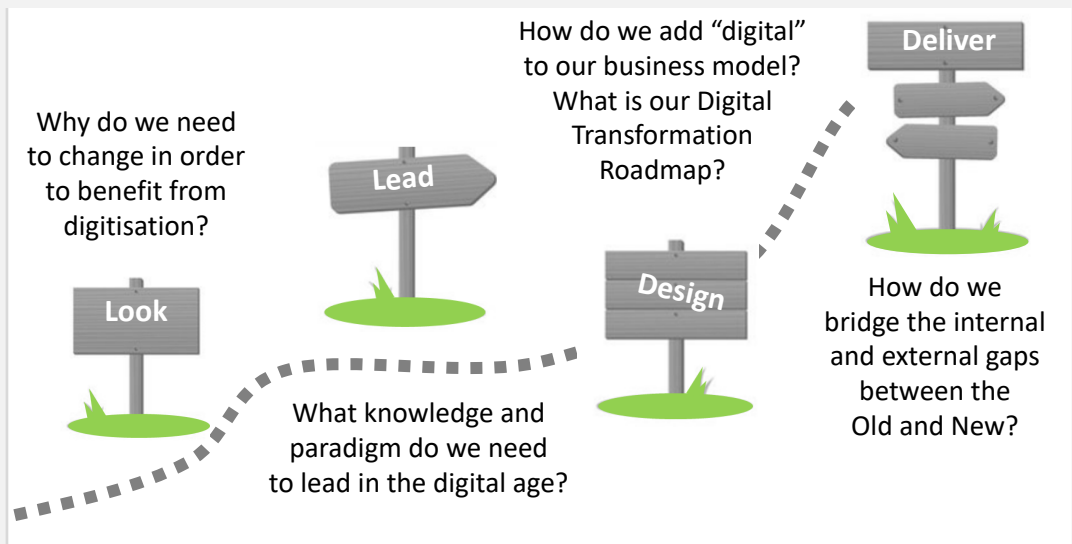 Why do we need
to change in order
to benefit from
digitisation?
Look
Lead
What knowledge and
paradigm do we need
to lead in the digital age?
How do we add “digital”
to our business model?
What is our Digital
Transformation
Roadmap?
Design
Deliver
How do we
bridge the internal
and external gaps
between the
Old and New?